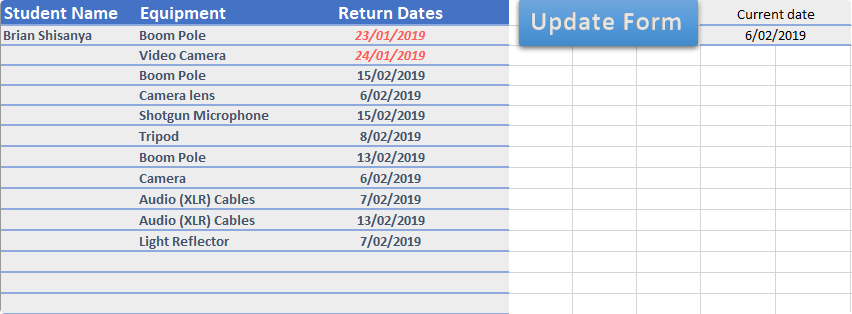 Student Name Equipment Return Dates Update Form Current date
Brian Shisanya Boom Pole 23/01/2019 6/02/2019
Video Camera 24/01/2019
Boom Pole 15/02/2019
Camera lens 6/02/2019
Shotgun Microphone 15/02/2019
Tripod 8/02/2019
Boom Pole 13/02/2019
Camera 6/02/2019
Audio (XLR) Cables 7/02/2019
Audio (XLR) Cables 13/02/2019
Light Reflector 7/02/2019